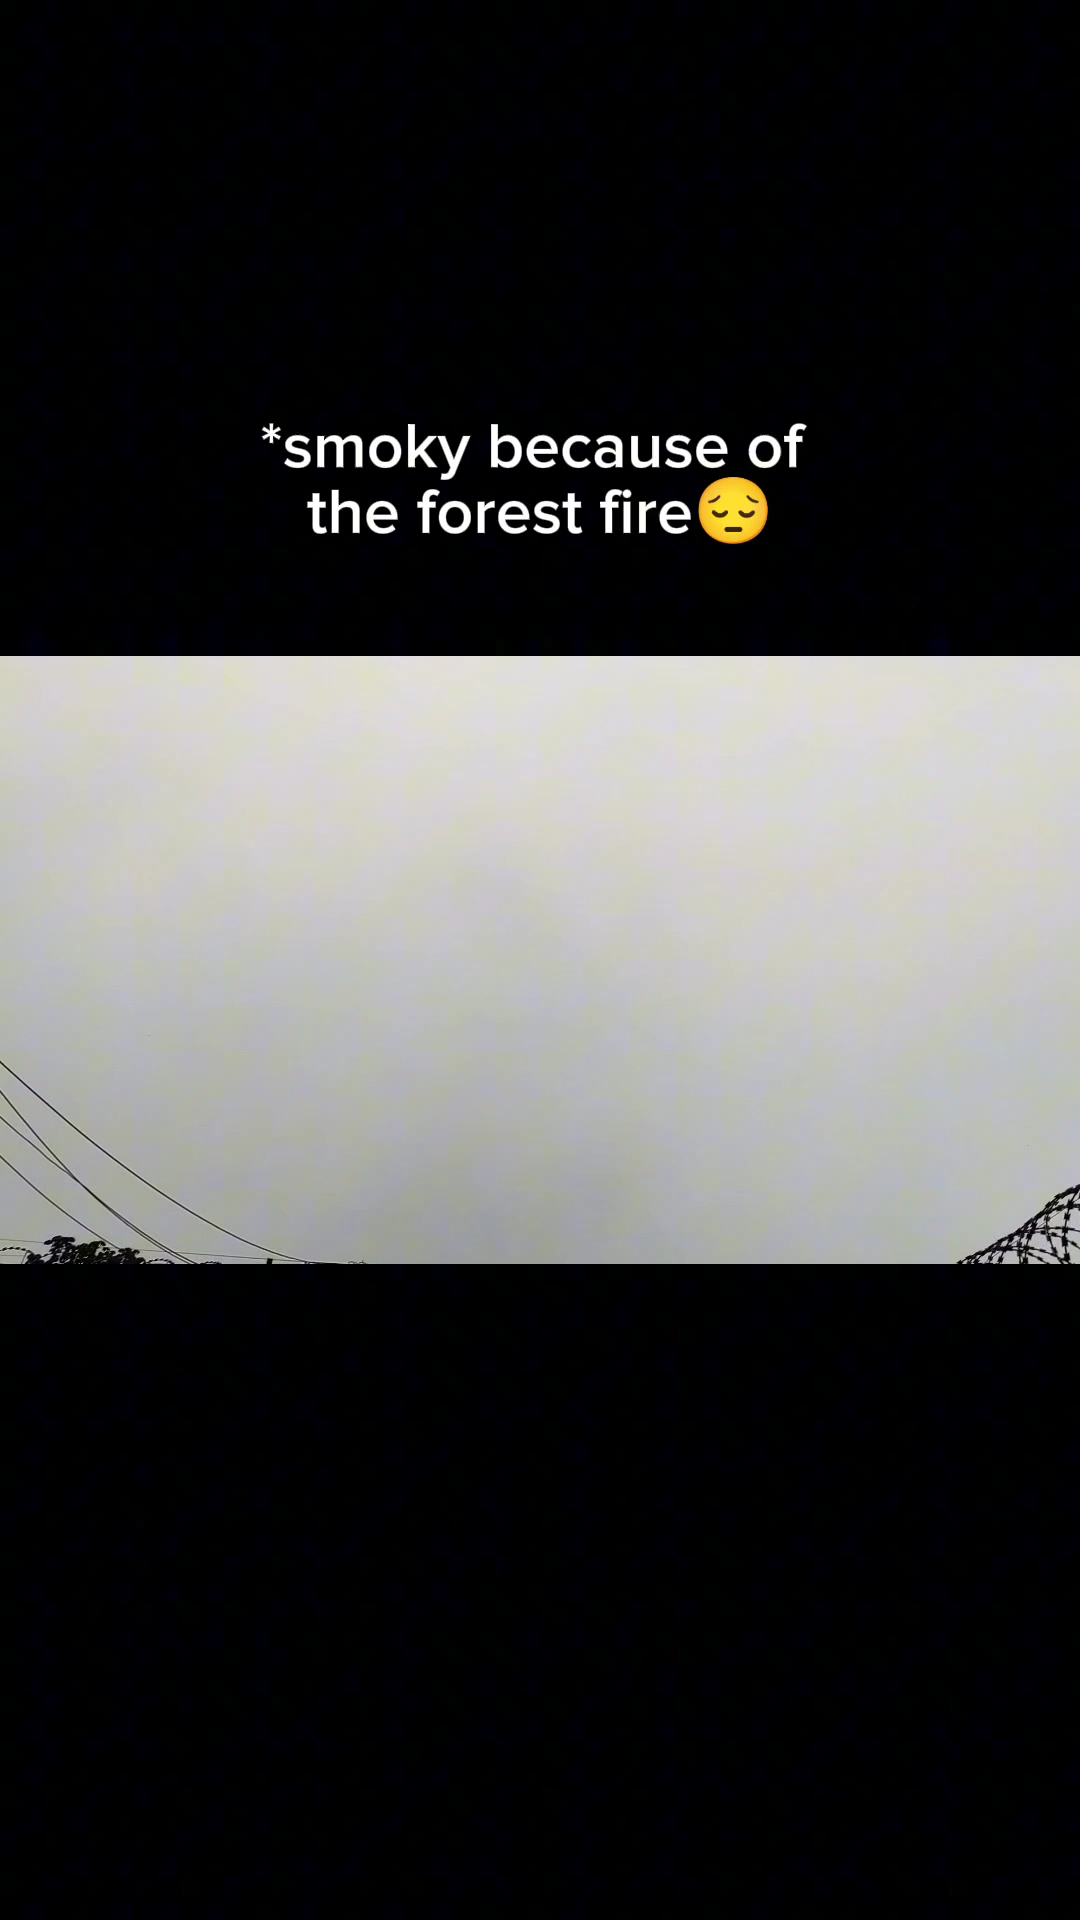 *smoky because of
the forest fire😔